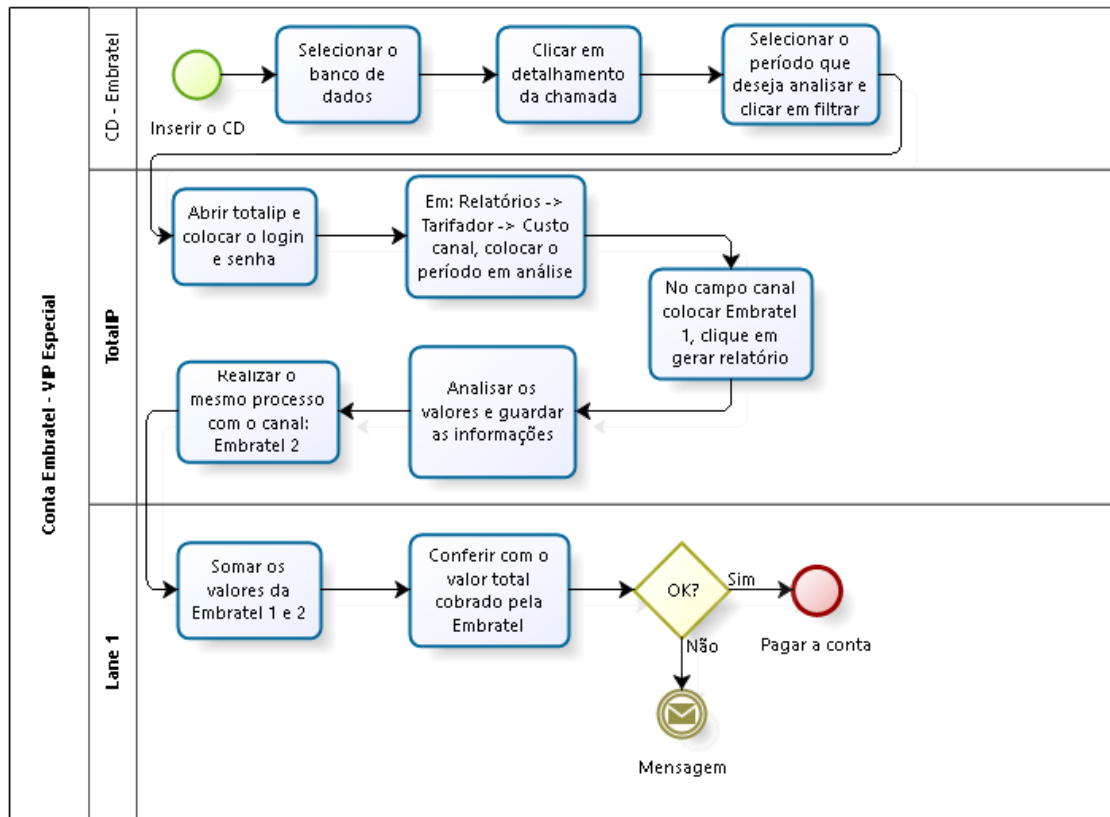 Conta Embratel - VIP Especial
CD - Embratel
Inserir o CD
Selecionar o
banco de
dados
Clicar em
detalhamento
da chamada
Selecionar o
período que
deseja analisar e
clicar em filtrar
TotalIP
Abrir totalip e
colocar o login
e senha
Em: Relatórios ->
Tarifador -> Custo
canal, colocar o
período em análise
No campo canal
colocar Embratel
1, clique em
gerar relatório
Analisar os
valores e guardar
as informações
Realizar o
mesmo processo
com o canal:
Embratel 2
Lane 1
Somar os
valores da
Embratel 1 e 2
Conferir com o
valor total
cobrado pela
Embratel
OK?
Sim
Pagar a conta
Não
Mensagem